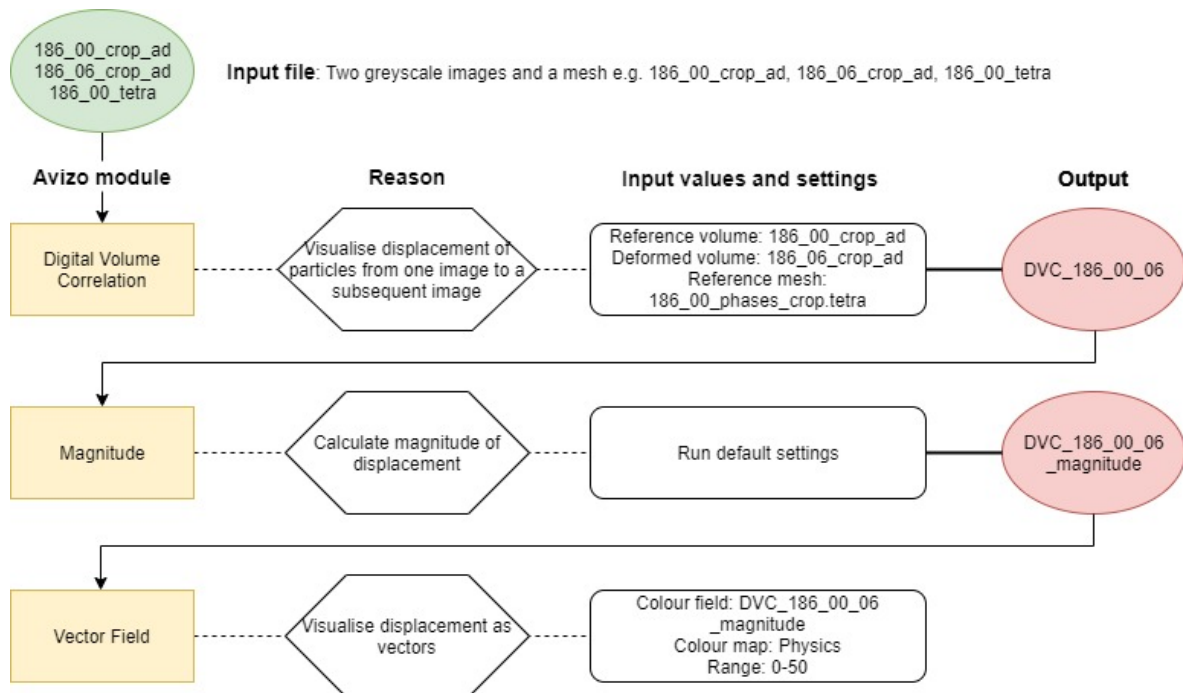 186_00_crop_ad
186_06_crop_ad
186_00_tetra
Input file: Two greyscale images and a mesh e.g. 186_00_crop_ad, 186_06_crop_ad, 186_00_tetra
Avizo module
Reason
Input values and settings
Output
Digital Volume
Correlation
Visualise displacement of
particles from one image to a
subsequent image
Reference volume: 186_00_crop_ad
Deformed volume: 186_06_crop_ad
Reference mesh:
186_00_phases_crop.tetra
DVC_186_00_06
Magnitude
Calculate magnitude of
displacement
Run default settings
DVC_186_00_06
_magnitude
Vector Field
Visualise displacement as
vectors
Colour field: DVC_186_00_06
_magnitude
Colour map: Physics
Range: 0-50